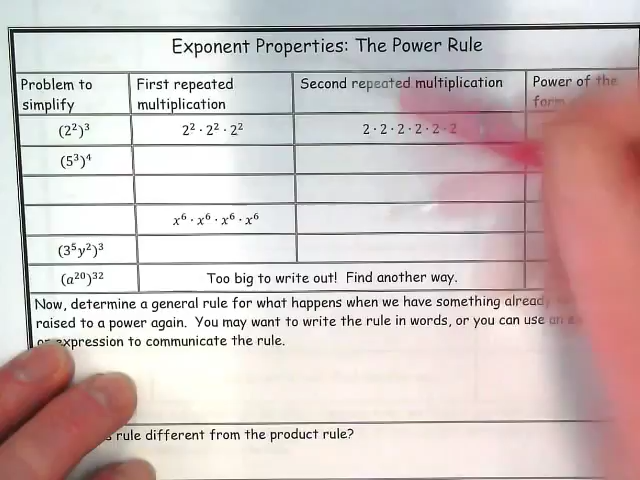 Exponent Properties: The Power Rule
Problem to simplify
First repeated multiplication
Second repeated multiplication
Power of the form
(2²)³
2² · 2² · 2²
2 · 2 · 2 · 2 · 2 · 2
(5³)⁴
x⁶ · x⁶ · x⁶ · x⁶
(3⁵y²)³
(a²⁰)³²
Too big to write out! Find another way.
Now, determine a general rule for what happens when we have something
raised to a power again. You may want to write the rule in words, or you can use
expression to communicate the rule.
rule different from the product rule?